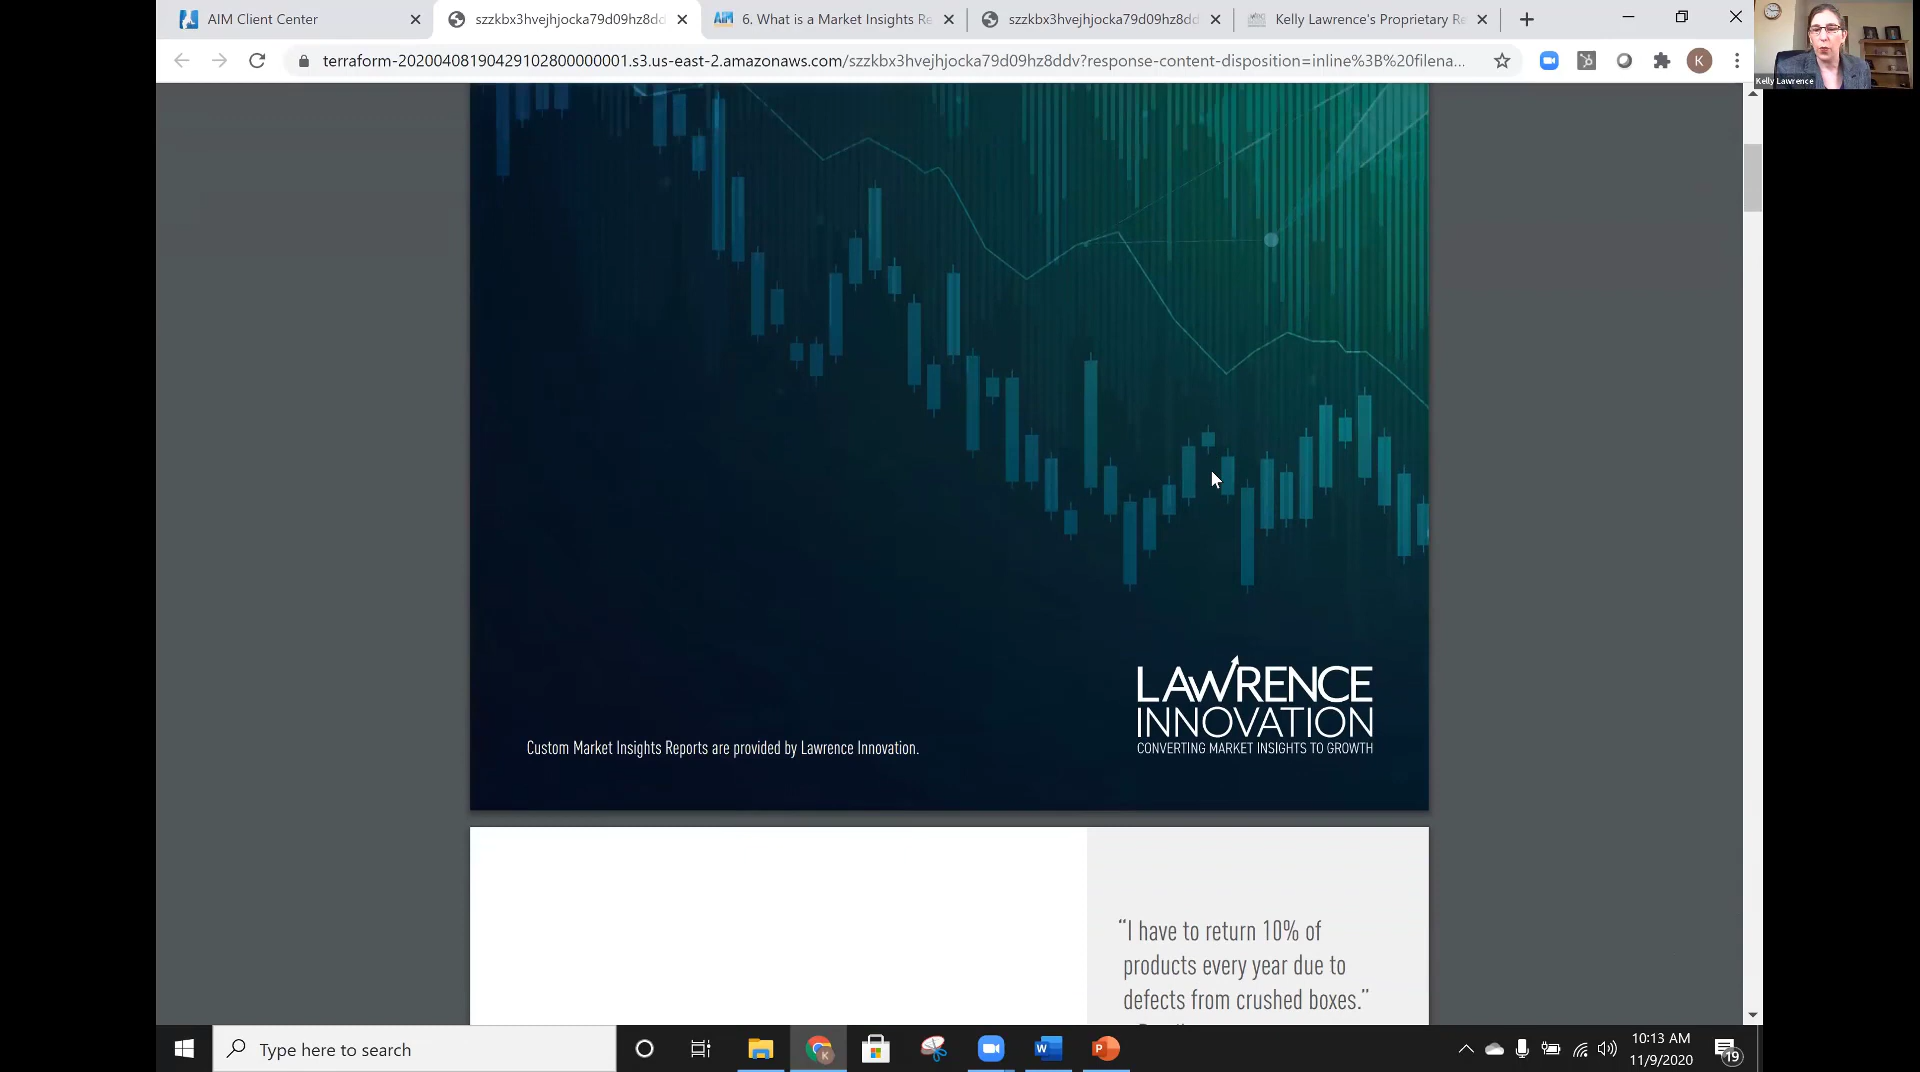 AIM Client Center
szzkbx3hvejhjocka79d09hz8ddv
6. What is a Market Insights Re
szzkbx3hvejhjocka79d09hz8ddv
Kelly Lawrence's Proprietary Re
terraform-20200408190429102800000001.s3.us-east-2.amazonaws.com/szzkbx3hvejhjocka79d09hz8ddv?response-content-disposition=inline%3B%20filena...
K
Kelly Lawrence
LAWRENCE
INNOVATION
CONVERTING MARKET INSIGHTS TO GROWTH
Custom Market Insights Reports are provided by Lawrence Innovation.
“I have to return 10% of
products every year due to
defects from crushed boxes.”
Type here to search
10:13 AM
11/9/2020
19